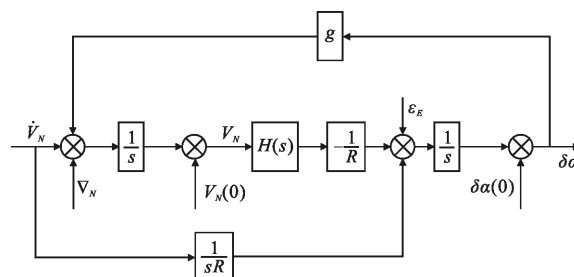 g
V̇_N
1/s
V_N
H(s)
-1/R
ε_E
1/s
δα
∇_N
V_N(0)
δα(0)
1/sR